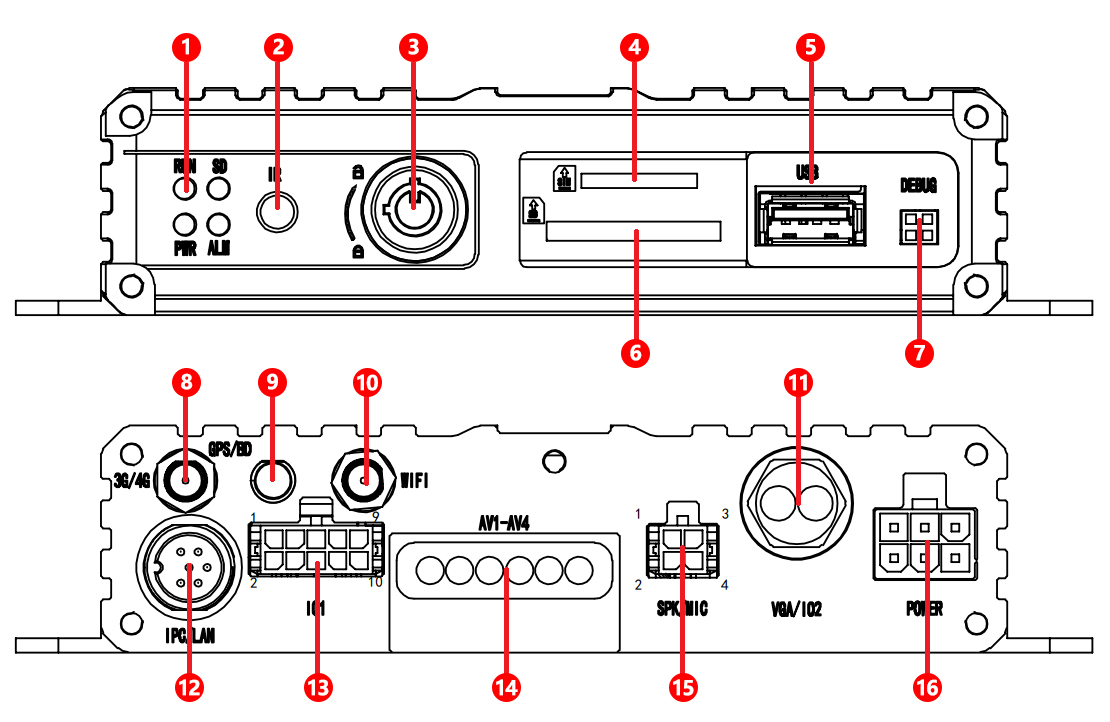 1 2 3 4 5
RUN SD IR
SIM
USB
DEBUG
SD
PWR ALM
6 7
8 9 10 11
GPS/BD
3G/4G WIFI
1 9
1 3
AV1-AV4
2 10
2 4
IPC/LAN IO1 SPK/MIC VGA/IO2 POWER
12 13 14 15 16